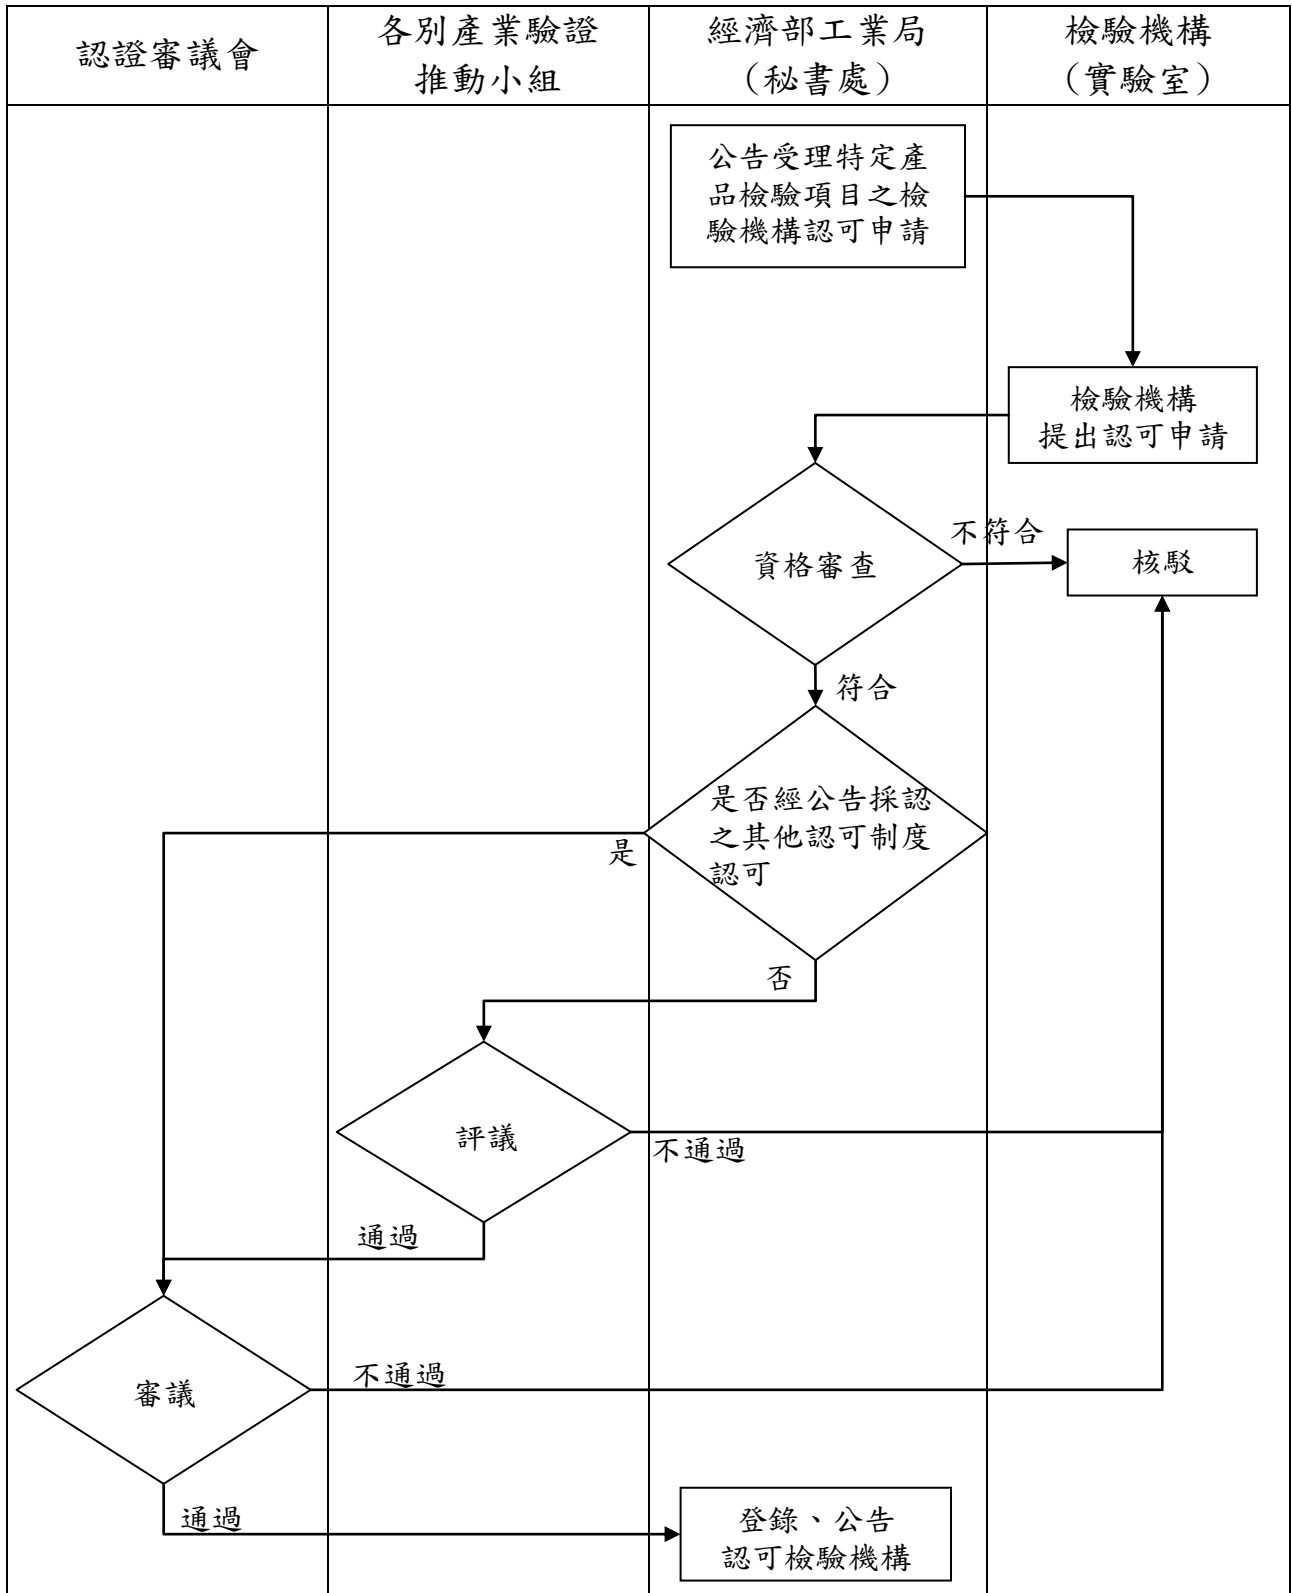 認證審議會
各別產業驗證
推動小組
經濟部工業局
（秘書處）
檢驗機構
（實驗室）
公告受理特定產
品檢驗項目之檢
驗機構認可申請
檢驗機構
提出認可申請
資格審查
不符合
核駁
符合
是否經公告採認
之其他認可制度
認可
是
否
評議
不通過
通過
審議
不通過
通過
登錄、公告
認可檢驗機構